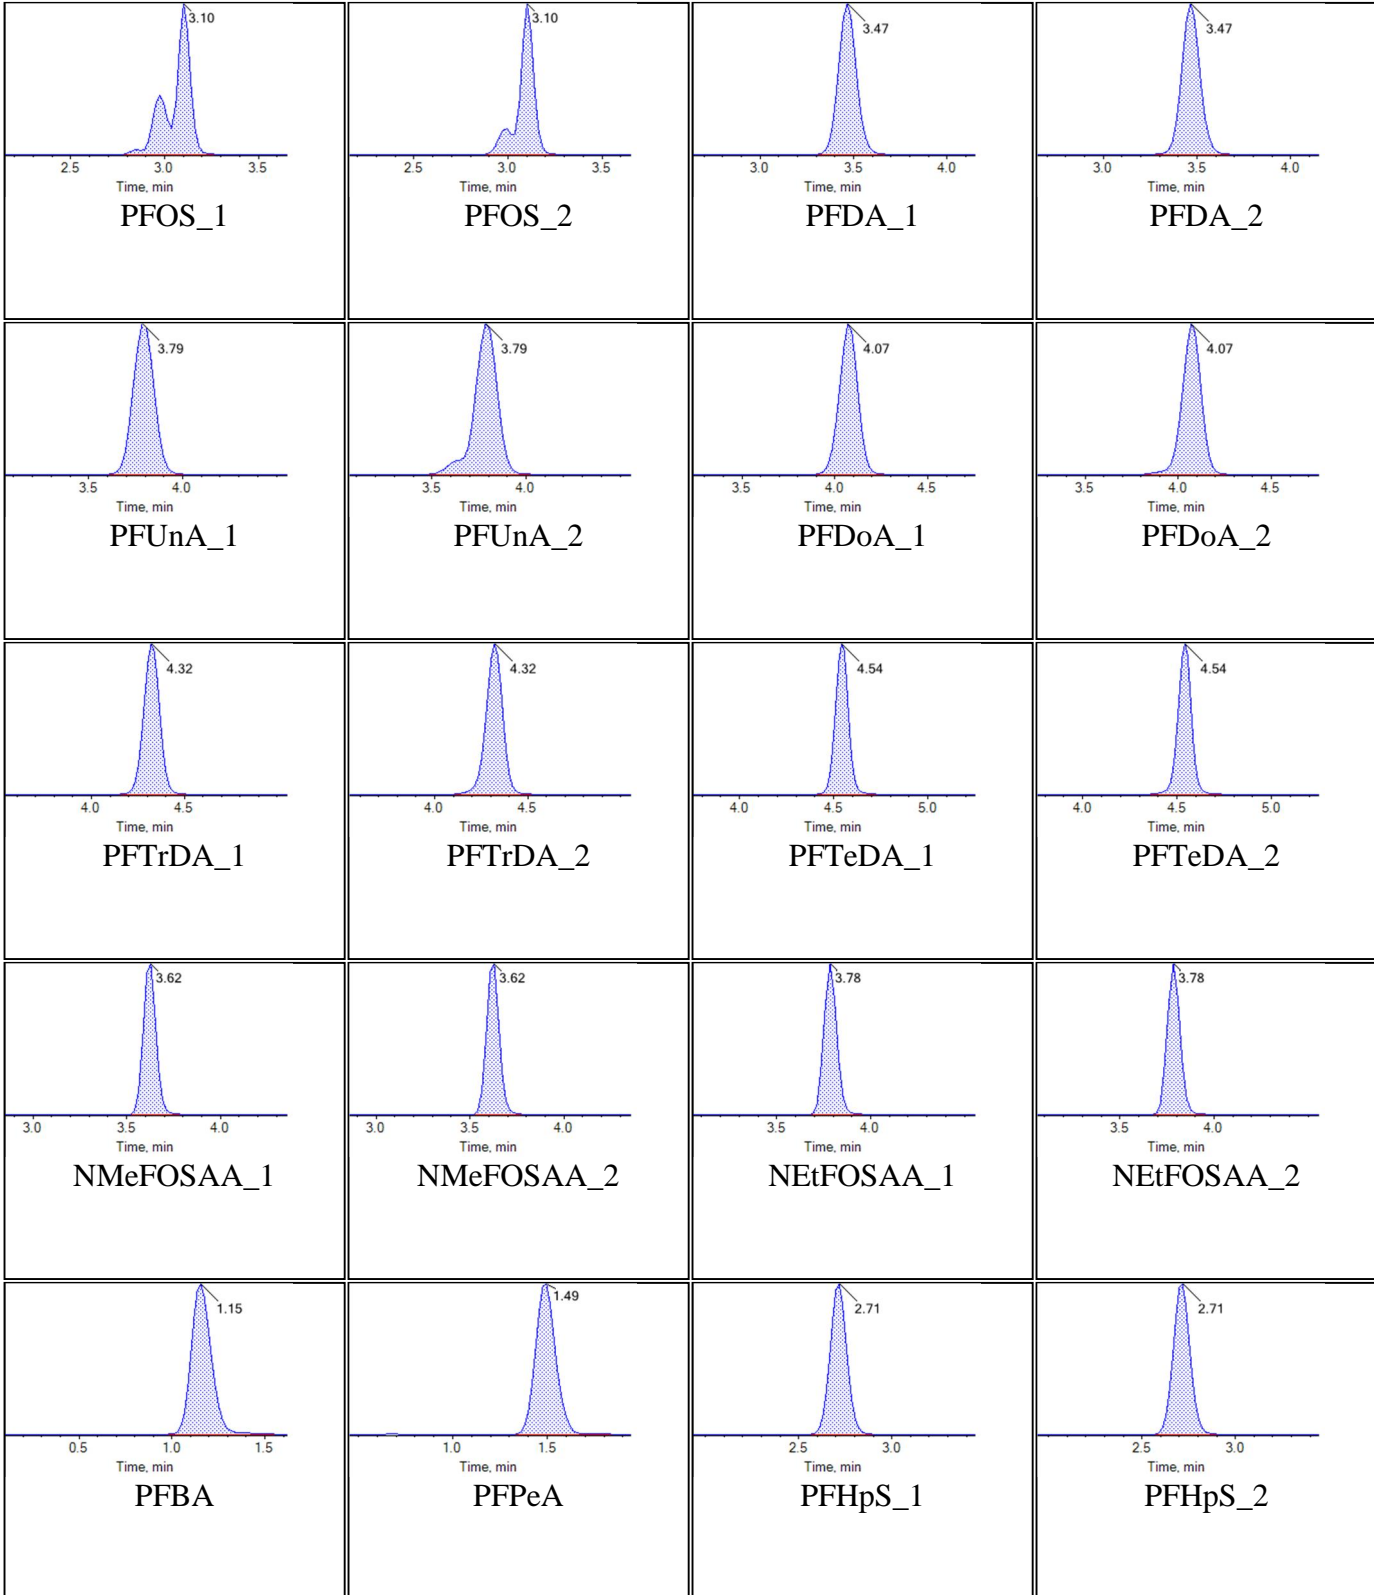 3.10
2.5 3.0 3.5
Time, min
PFOS_1
3.10
2.5 3.0 3.5
Time, min
PFOS_2
3.47
3.0 3.5 4.0
Time, min
PFDA_1
3.47
3.0 3.5 4.0
Time, min
PFDA_2
3.79
3.5 4.0
Time, min
PFUnA_1
3.79
3.5 4.0
Time, min
PFUnA_2
4.07
3.5 4.0 4.5
Time, min
PFDoA_1
4.07
3.5 4.0 4.5
Time, min
PFDoA_2
4.32
4.0 4.5
Time, min
PFTrDA_1
4.32
4.0 4.5
Time, min
PFTrDA_2
4.54
4.0 4.5 5.0
Time, min
PFTeDA_1
4.54
4.0 4.5 5.0
Time, min
PFTeDA_2
3.62
3.0 3.5 4.0
Time, min
NMeFOSAA_1
3.62
3.0 3.5 4.0
Time, min
NMeFOSAA_2
3.78
3.5 4.0
Time, min
NEtFOSAA_1
3.78
3.5 4.0
Time, min
NEtFOSAA_2
1.15
0.5 1.0 1.5
Time, min
PFBA
1.49
1.0 1.5
Time, min
PFPeA
2.71
2.5 3.0
Time, min
PFHpS_1
2.71
2.5 3.0
Time, min
PFHpS_2